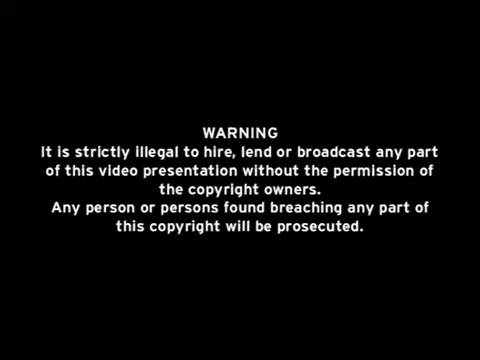 WARNING
It is strictly illegal to hire, lend or broadcast any part
of this video presentation without the permission of
the copyright owners.
Any person or persons found breaching any part of
this copyright will be prosecuted.